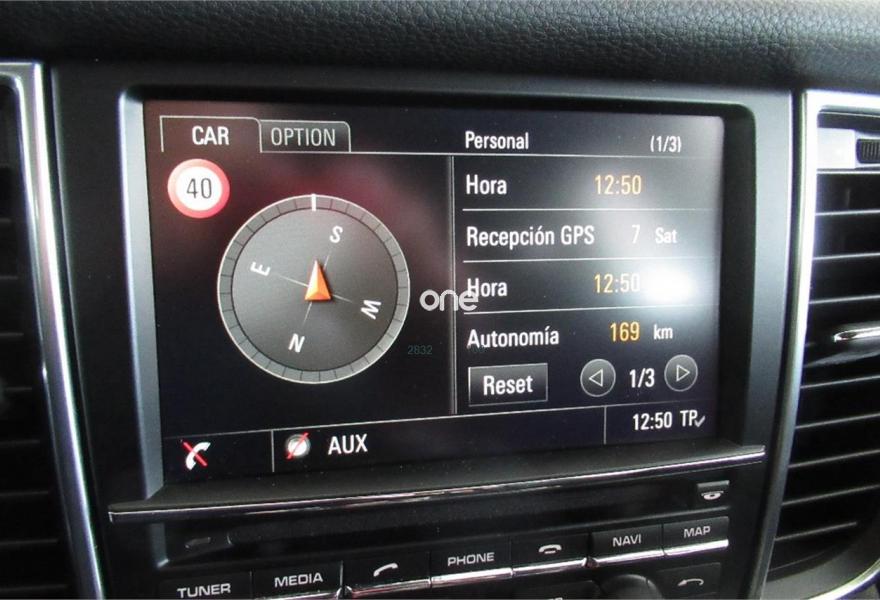 CAR OPTION Personal (1/3)
40
Hora 12:50
Recepción GPS 7 Sat
Hora 12:50
Autonomía 169 km
Reset 1/3
S
E
W
N
one
2832
AUX 12:50 TP
TUNER MEDIA PHONE NAVI MAP